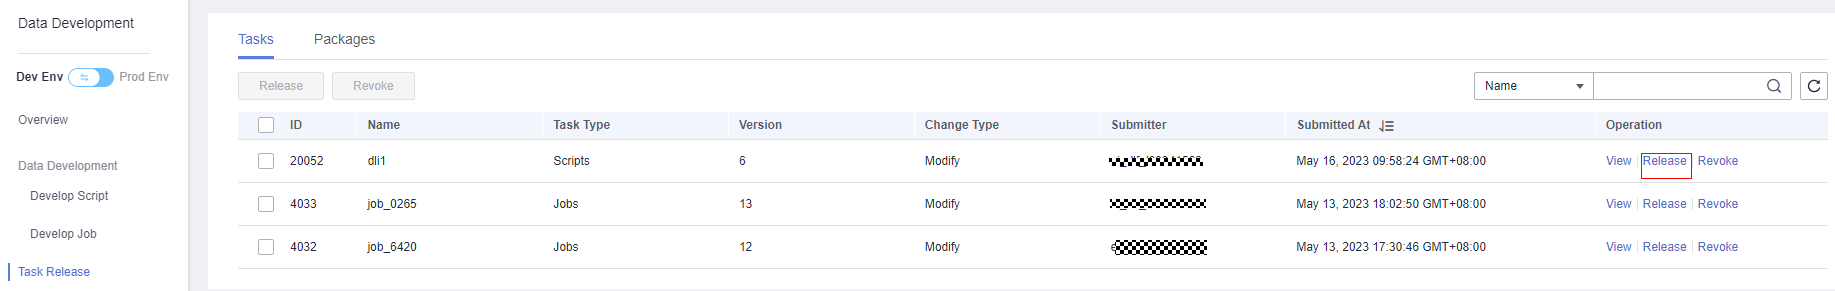 Data Development
Dev Env Prod Env
Overview
Data Development
Develop Script
Develop Job
Task Release
Tasks Packages
Release Revoke Name
ID Name Task Type Version Change Type Submitter Submitted At Operation
20052 dli1 Scripts 6 Modify May 16, 2023 09:58:24 GMT+08:00 View Release Revoke
4033 job_0265 Jobs 13 Modify May 13, 2023 18:02:50 GMT+08:00 View Release Revoke
4032 job_6420 Jobs 12 Modify May 13, 2023 17:30:46 GMT+08:00 View Release Revoke